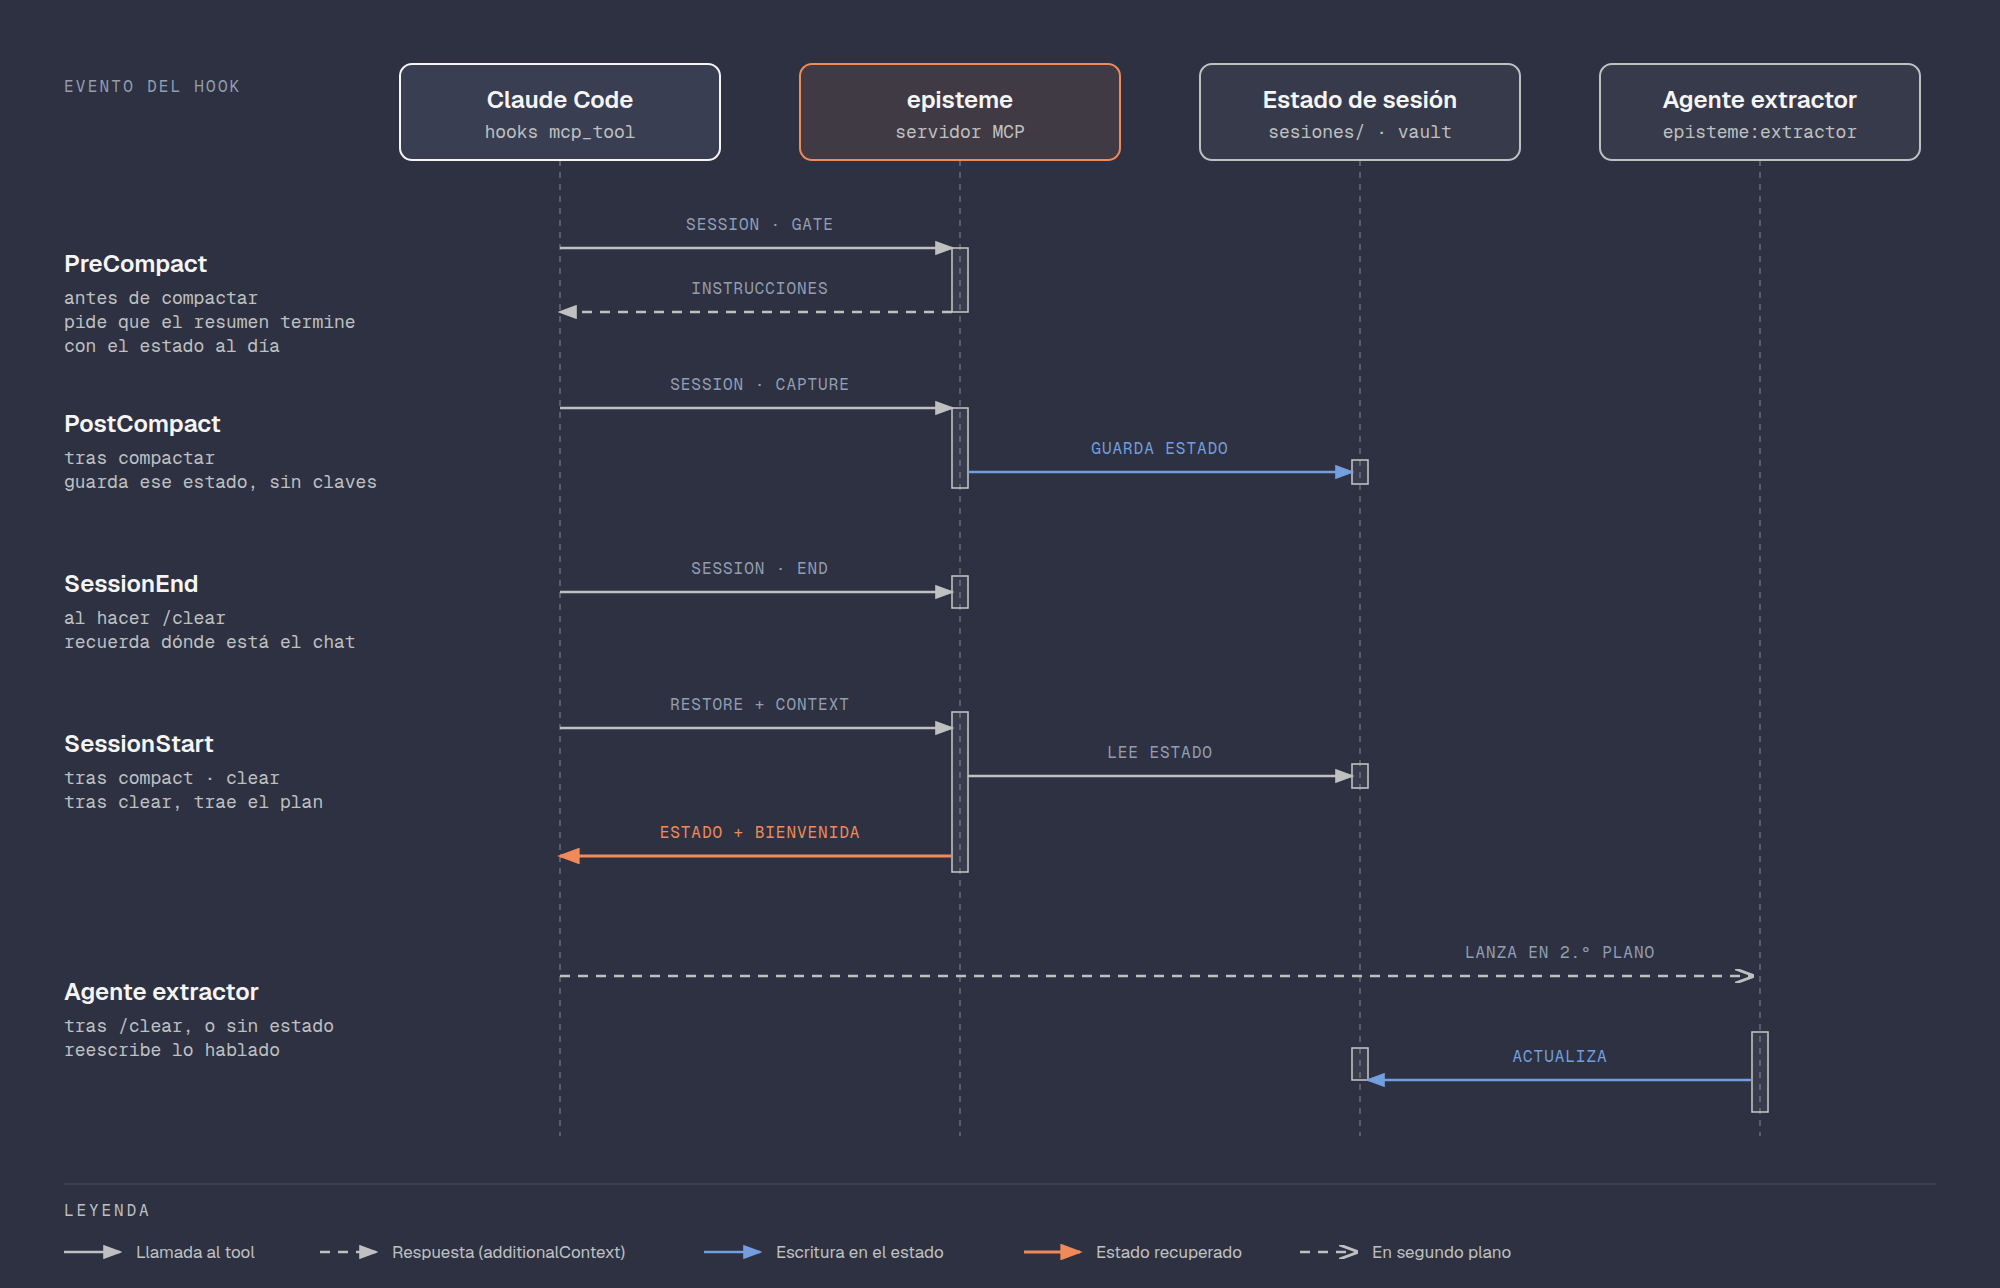 EVENTO DEL HOOK
Claude Code
hooks mcp_tool
episteme
servidor MCP
Estado de sesión
sesiones/ · vault
Agente extractor
episteme:extractor
SESSION · GATE
PreCompact
antes de compactar
pide que el resumen termine
con el estado al día
INSTRUCCIONES
SESSION · CAPTURE
PostCompact
tras compactar
guarda ese estado, sin claves
GUARDA ESTADO
SESSION · END
SessionEnd
al hacer /clear
recuerda dónde está el chat
RESTORE + CONTEXT
SessionStart
tras compact · clear
tras clear, trae el plan
LEE ESTADO
ESTADO + BIENVENIDA
LANZA EN 2.º PLANO
Agente extractor
tras /clear, o sin estado
reescribe lo hablado
ACTUALIZA
LEYENDA
Llamada al tool
Respuesta (additionalContext)
Escritura en el estado
Estado recuperado
En segundo plano